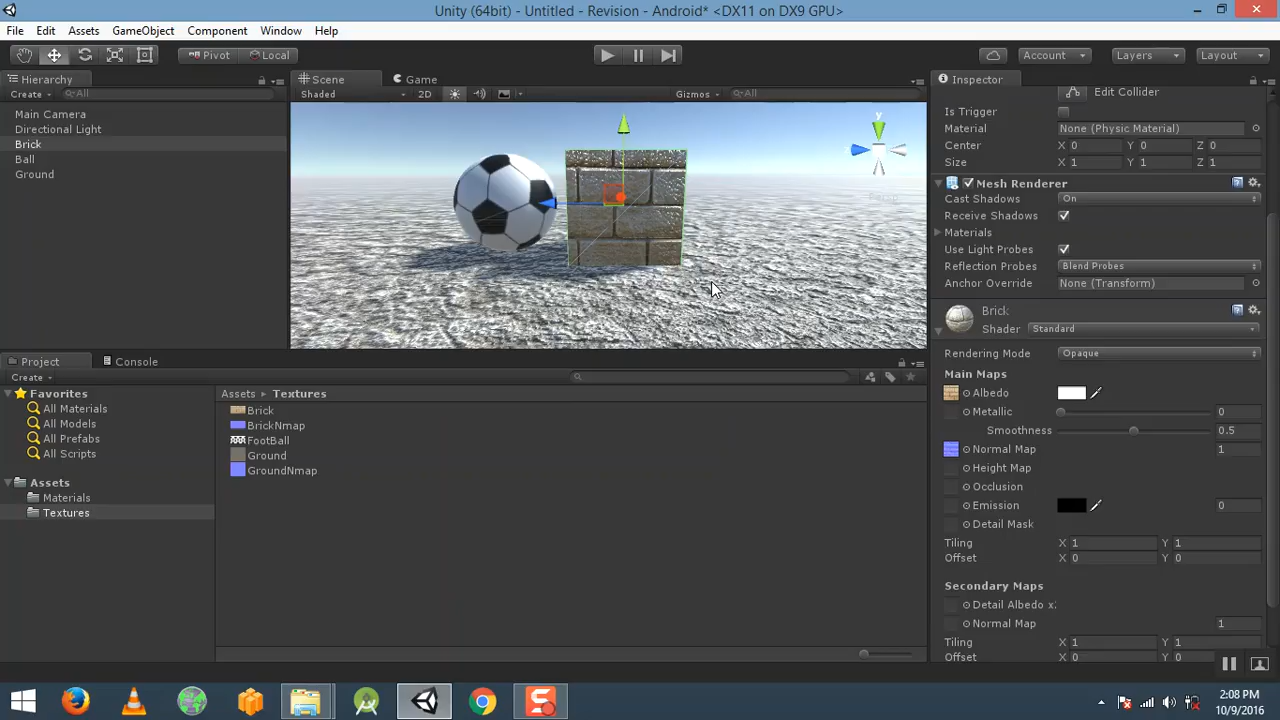 Unity (64bit) - Untitled - Revision - Android* <DX11 on DX9 GPU>
File Edit Assets GameObject Component Window Help
Pivot Local Account Layers Layout
Hierarchy
Create All
Main Camera
Directional Light
Brick
Ball
Ground
Scene Game
Shaded 2D Gizmos All
y
Inspector
Edit Collider
Is Trigger
Material None (Physic Material)
Center X 0 Y 0 Z 0
Size X 1 Y 1 Z 1
Mesh Renderer
Cast Shadows On
Receive Shadows
Materials
Use Light Probes
Reflection Probes Blend Probes
Anchor Override None (Transform)
Brick
Shader Standard
Rendering Mode Opaque
Main Maps
Albedo
Metallic 0
Smoothness 0.5
Normal Map 1
Height Map
Occlusion
Emission 0
Detail Mask
Tiling X 1 Y 1
Offset X 0 Y 0
Secondary Maps
Detail Albedo x
Normal Map 1
Tiling X 1 Y 1
Offset X 0 Y 0
Project Console
Create
Favorites
All Materials
All Models
All Prefabs
All Scripts
Assets
Materials
Textures
Assets Textures
Brick
BrickNmap
FootBall
Ground
GroundNmap
2:08 PM
10/9/2016